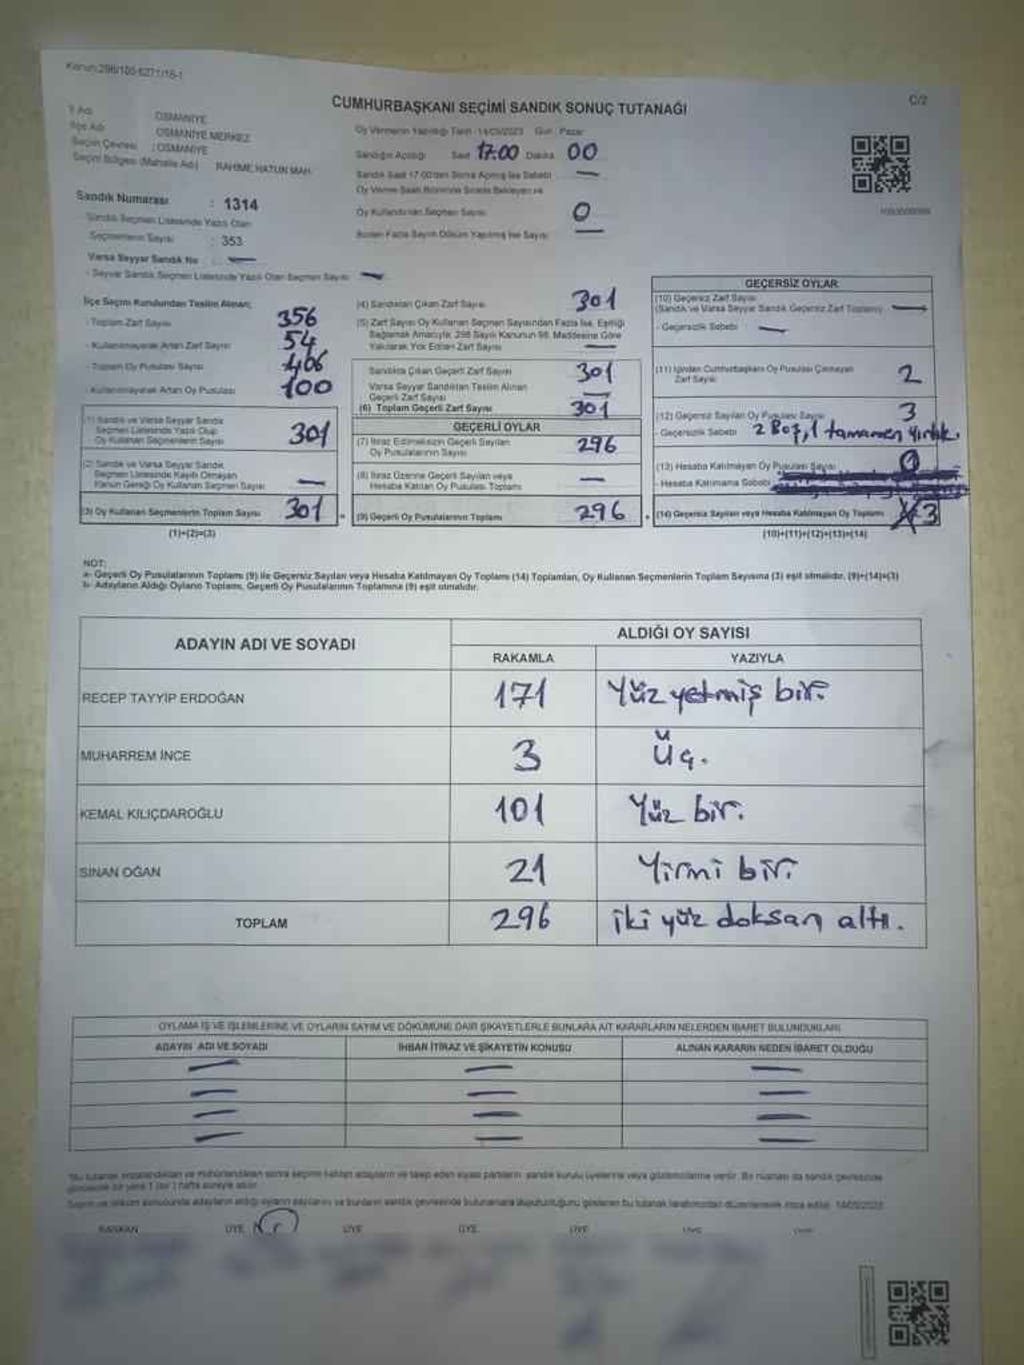 Kanun:298/105-6271/16-1
C/2
CUMHURBAŞKANI SEÇİMİ SANDIK SONUÇ TUTANAĞI
İl Adı OSMANİYE
İlçe Adı OSMANİYE MERKEZ
Seçim Çevresi : OSMANİYE
Seçim Bölgesi (Mahalle Adı) RAHİME HATUN MAH.
Sandık Numarası : 1314
Sandık Seçmen Listesinde Yazılı Olan
Seçmenlerin Sayısı : 353
Varsa Seyyar Sandık No : —
- Seyyar Sandık Seçmen Listesinde Yazılı Olan Seçmen Sayısı —
Oy Vermenin Yapıldığı Tarih : 14/05/2023 Gün : Pazar
Sandığın Açıldığı Saat 17:00 Dakika 00
Sandık Saat 17:00'den Sonra Açılmış İse Sebebi —
Oy Verme Saati Bitiminde Sırada Bekleyen ve
Oy Kullandırılan Seçmen Sayısı 0
Birden Fazla Sayım Döküm Yapılmış İse Sayısı —
İlçe Seçim Kurulundan Teslim Alınan;
- Toplam Zarf Sayısı 356
- Kullanılmayarak Artan Zarf Sayısı 54
- Toplam Oy Pusulası Sayısı 406
- Kullanılmayarak Artan Oy Pusulası 100
(1) Sandık ve Varsa Seyyar Sandık
Seçmen Listesinde Yazılı Olup
Oy Kullanan Seçmenlerin Sayısı 301
(2) Sandık ve Varsa Seyyar Sandık
Seçmen Listesinde Kayıtlı Olmayan
Kanun Gereği Oy Kullanan Seçmen Sayısı —
(3) Oy Kullanan Seçmenlerin Toplam Sayısı 301
(1)+(2)=(3)
(4) Sandıktan Çıkan Zarf Sayısı 301
(5) Zarf Sayısı Oy Kullanan Seçmen Sayısından Fazla İse, Eşitliği
Sağlamak Amacıyla; 298 Sayılı Kanunun 98. Maddesine Göre
Yakılarak Yok Edilen Zarf Sayısı —
Sandıkta Çıkan Geçerli Zarf Sayısı 301
Varsa Seyyar Sandıktan Teslim Alınan
Geçerli Zarf Sayısı —
(6) Toplam Geçerli Zarf Sayısı 301
GEÇERLİ OYLAR
(7) İtiraz Edilmeksizin Geçerli Sayılan
Oy Pusulalarının Sayısı 296
(8) İtiraz Üzerine Geçerli Sayılan veya
Hesaba Katılan Oy Pusulası Toplamı —
(9) Geçerli Oy Pusulalarının Toplamı 296
GEÇERSİZ OYLAR
(10) Geçersiz Zarf Sayısı
(Sandık ve Varsa Seyyar Sandık Geçersiz Zarf Toplamı) —
- Geçersizlik Sebebi —
(11) İçinden Cumhurbaşkanı Oy Pusulası Çıkmayan
Zarf Sayısı 2
(12) Geçersiz Sayılan Oy Pusulası Sayısı 3
- Geçersizlik Sebebi 2 Boş, 1 tamamen yırtık.
(13) Hesaba Katılmayan Oy Pusulası Sayısı 0
- Hesaba Katılmama Sebebi
(14) Geçersiz Sayılan veya Hesaba Katılmayan Oy Toplamı 3
(10)+(11)+(12)+(13)=(14)
NOT:
a- Geçerli Oy Pusulalarının Toplamı (9) ile Geçersiz Sayılan veya Hesaba Katılmayan Oy Toplamı (14) Toplamları, Oy Kullanan Seçmenlerin Toplam Sayısına (3) eşit olmalıdır. (9)+(14)=(3)
b- Adayların Aldığı Oyların Toplamı, Geçerli Oy Pusulalarının Toplamına (9) eşit olmalıdır.
ADAYIN ADI VE SOYADI
ALDIĞI OY SAYISI
RAKAMLA YAZIYLA
RECEP TAYYİP ERDOĞAN 171 Yüz yetmiş bir.
MUHARREM İNCE 3 Üç.
KEMAL KILIÇDAROĞLU 101 Yüz bir.
SİNAN OĞAN 21 Yirmi bir.
TOPLAM 296 iki yüz doksan altı.
OYLAMA İŞ VE İŞLEMLERİNE VE OYLARIN SAYIM VE DÖKÜMÜNE DAİR ŞİKAYETLERLE BUNLARA AİT KARARLARIN NELERDEN İBARET BULUNDUKLARI
ADAYIN ADI VE SOYADI İHBAR İTİRAZ VE ŞİKAYETİN KONUSU ALINAN KARARIN NEDEN İBARET OLDUĞU
— — —
— — —
— — —
— — —
BAŞKAN ÜYE ÜYE ÜYE ÜYE ÜYE ÜYE